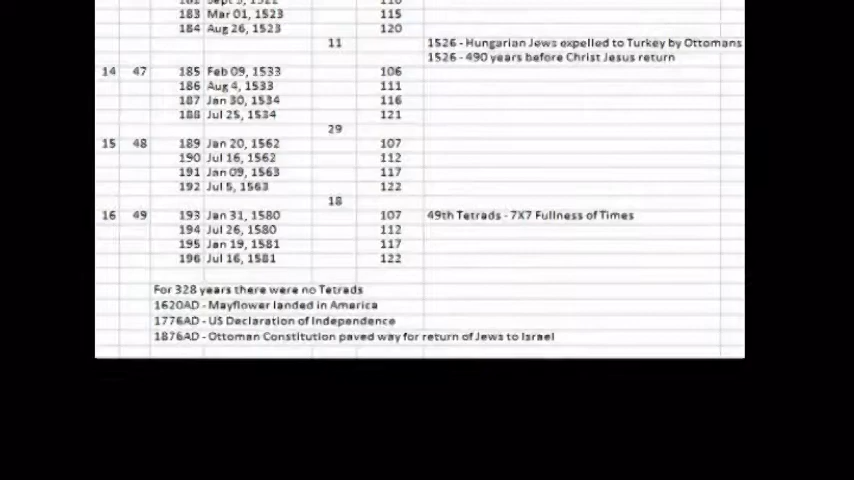 183 Mar 01, 1523 115
184 Aug 26, 1523 120
11 1526 - Hungarian Jews expelled to Turkey by Ottomans
1526 - 490 years before Christ Jesus return
14 47 185 Feb 09, 1533 106
186 Aug 4, 1533 111
187 Jan 30, 1534 116
188 Jul 25, 1534 121
29
15 48 189 Jan 20, 1562 107
190 Jul 16, 1562 112
191 Jan 09, 1563 117
192 Jul 5, 1563 122
18
16 49 193 Jan 31, 1580 107 49th Tetrads - 7X7 Fullness of Times
194 Jul 26, 1580 112
195 Jan 19, 1581 117
196 Jul 16, 1581 122
For 328 years there were no Tetrads
1620AD - Mayflower landed in America
1776AD - US Declaration of Independence
1876AD - Ottoman Constitution paved way for return of Jews to Israel